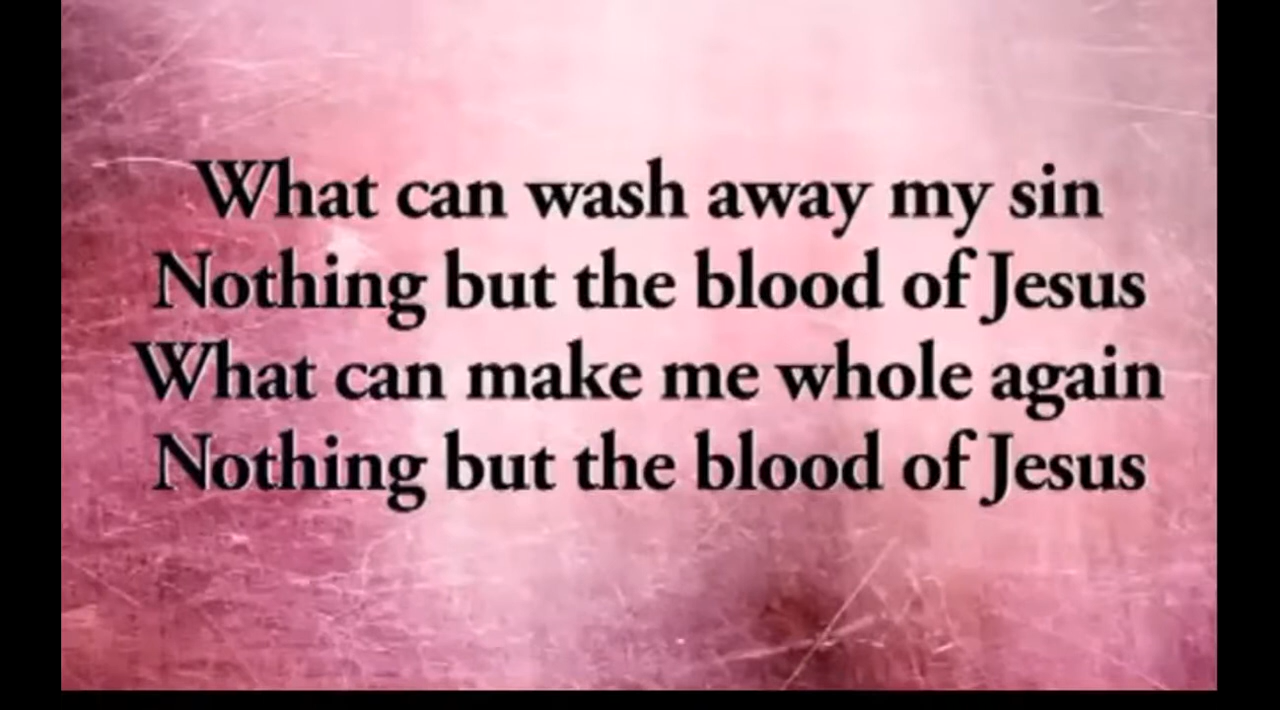 What can wash away my sin
Nothing but the blood of Jesus
What can make me whole again
Nothing but the blood of Jesus